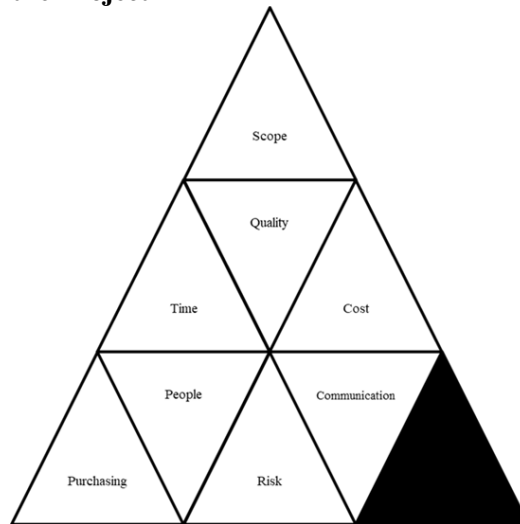 Scope
Quality
Time
Cost
People
Communication
Purchasing
Risk